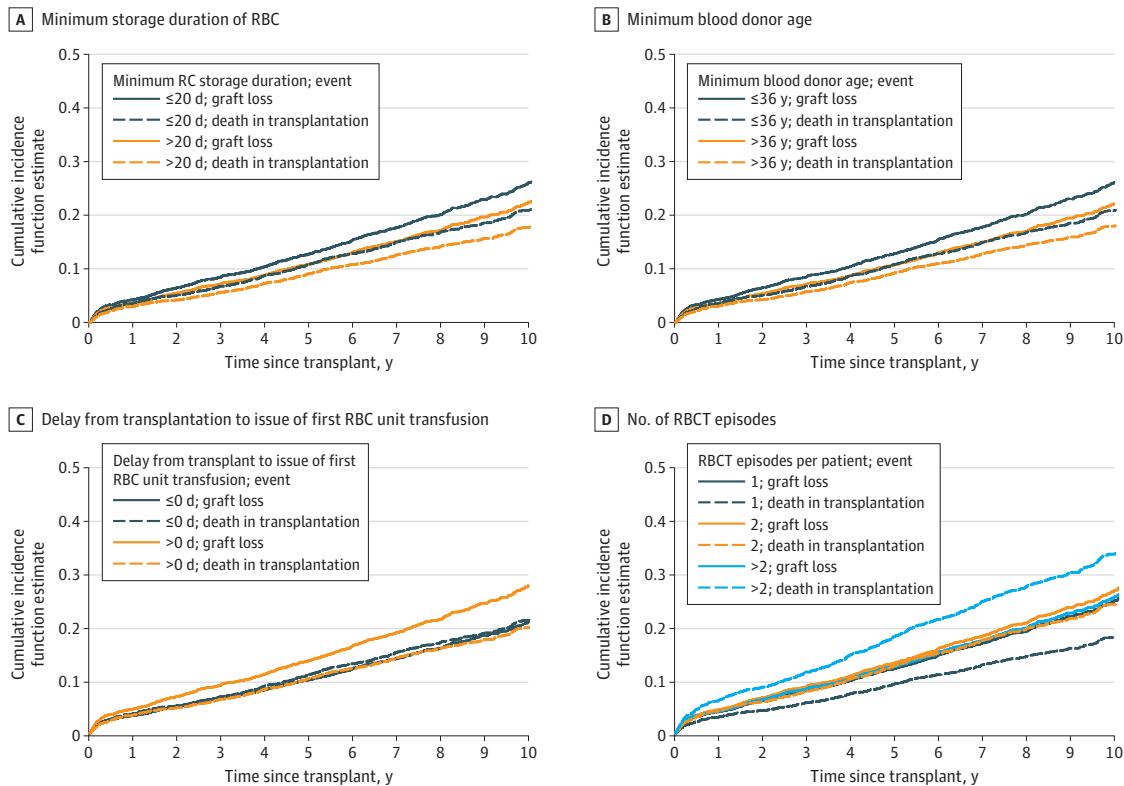 A Minimum storage duration of RBC
0.5
0.4
0.3
0.2
0.1
0
Cumulative incidence
function estimate
Minimum RC storage duration; event
≤20 d; graft loss
≤20 d; death in transplantation
>20 d; graft loss
>20 d; death in transplantation
0 1 2 3 4 5 6 7 8 9 10
Time since transplant, y
B Minimum blood donor age
0.5
0.4
0.3
0.2
0.1
0
Cumulative incidence
function estimate
Minimum blood donor age; event
≤36 y; graft loss
≤36 y; death in transplantation
>36 y; graft loss
>36 y; death in transplantation
0 1 2 3 4 5 6 7 8 9 10
Time since transplant, y
C Delay from transplantation to issue of first RBC unit transfusion
0.5
0.4
0.3
0.2
0.1
0
Cumulative incidence
function estimate
Delay from transplant to issue of first
RBC unit transfusion; event
≤0 d; graft loss
≤0 d; death in transplantation
>0 d; graft loss
>0 d; death in transplantation
0 1 2 3 4 5 6 7 8 9 10
Time since transplant, y
D No. of RBCT episodes
0.5
0.4
0.3
0.2
0.1
0
Cumulative incidence
function estimate
RBCT episodes per patient; event
1; graft loss
1; death in transplantation
2; graft loss
2; death in transplantation
>2; graft loss
>2; death in transplantation
0 1 2 3 4 5 6 7 8 9 10
Time since transplant, y